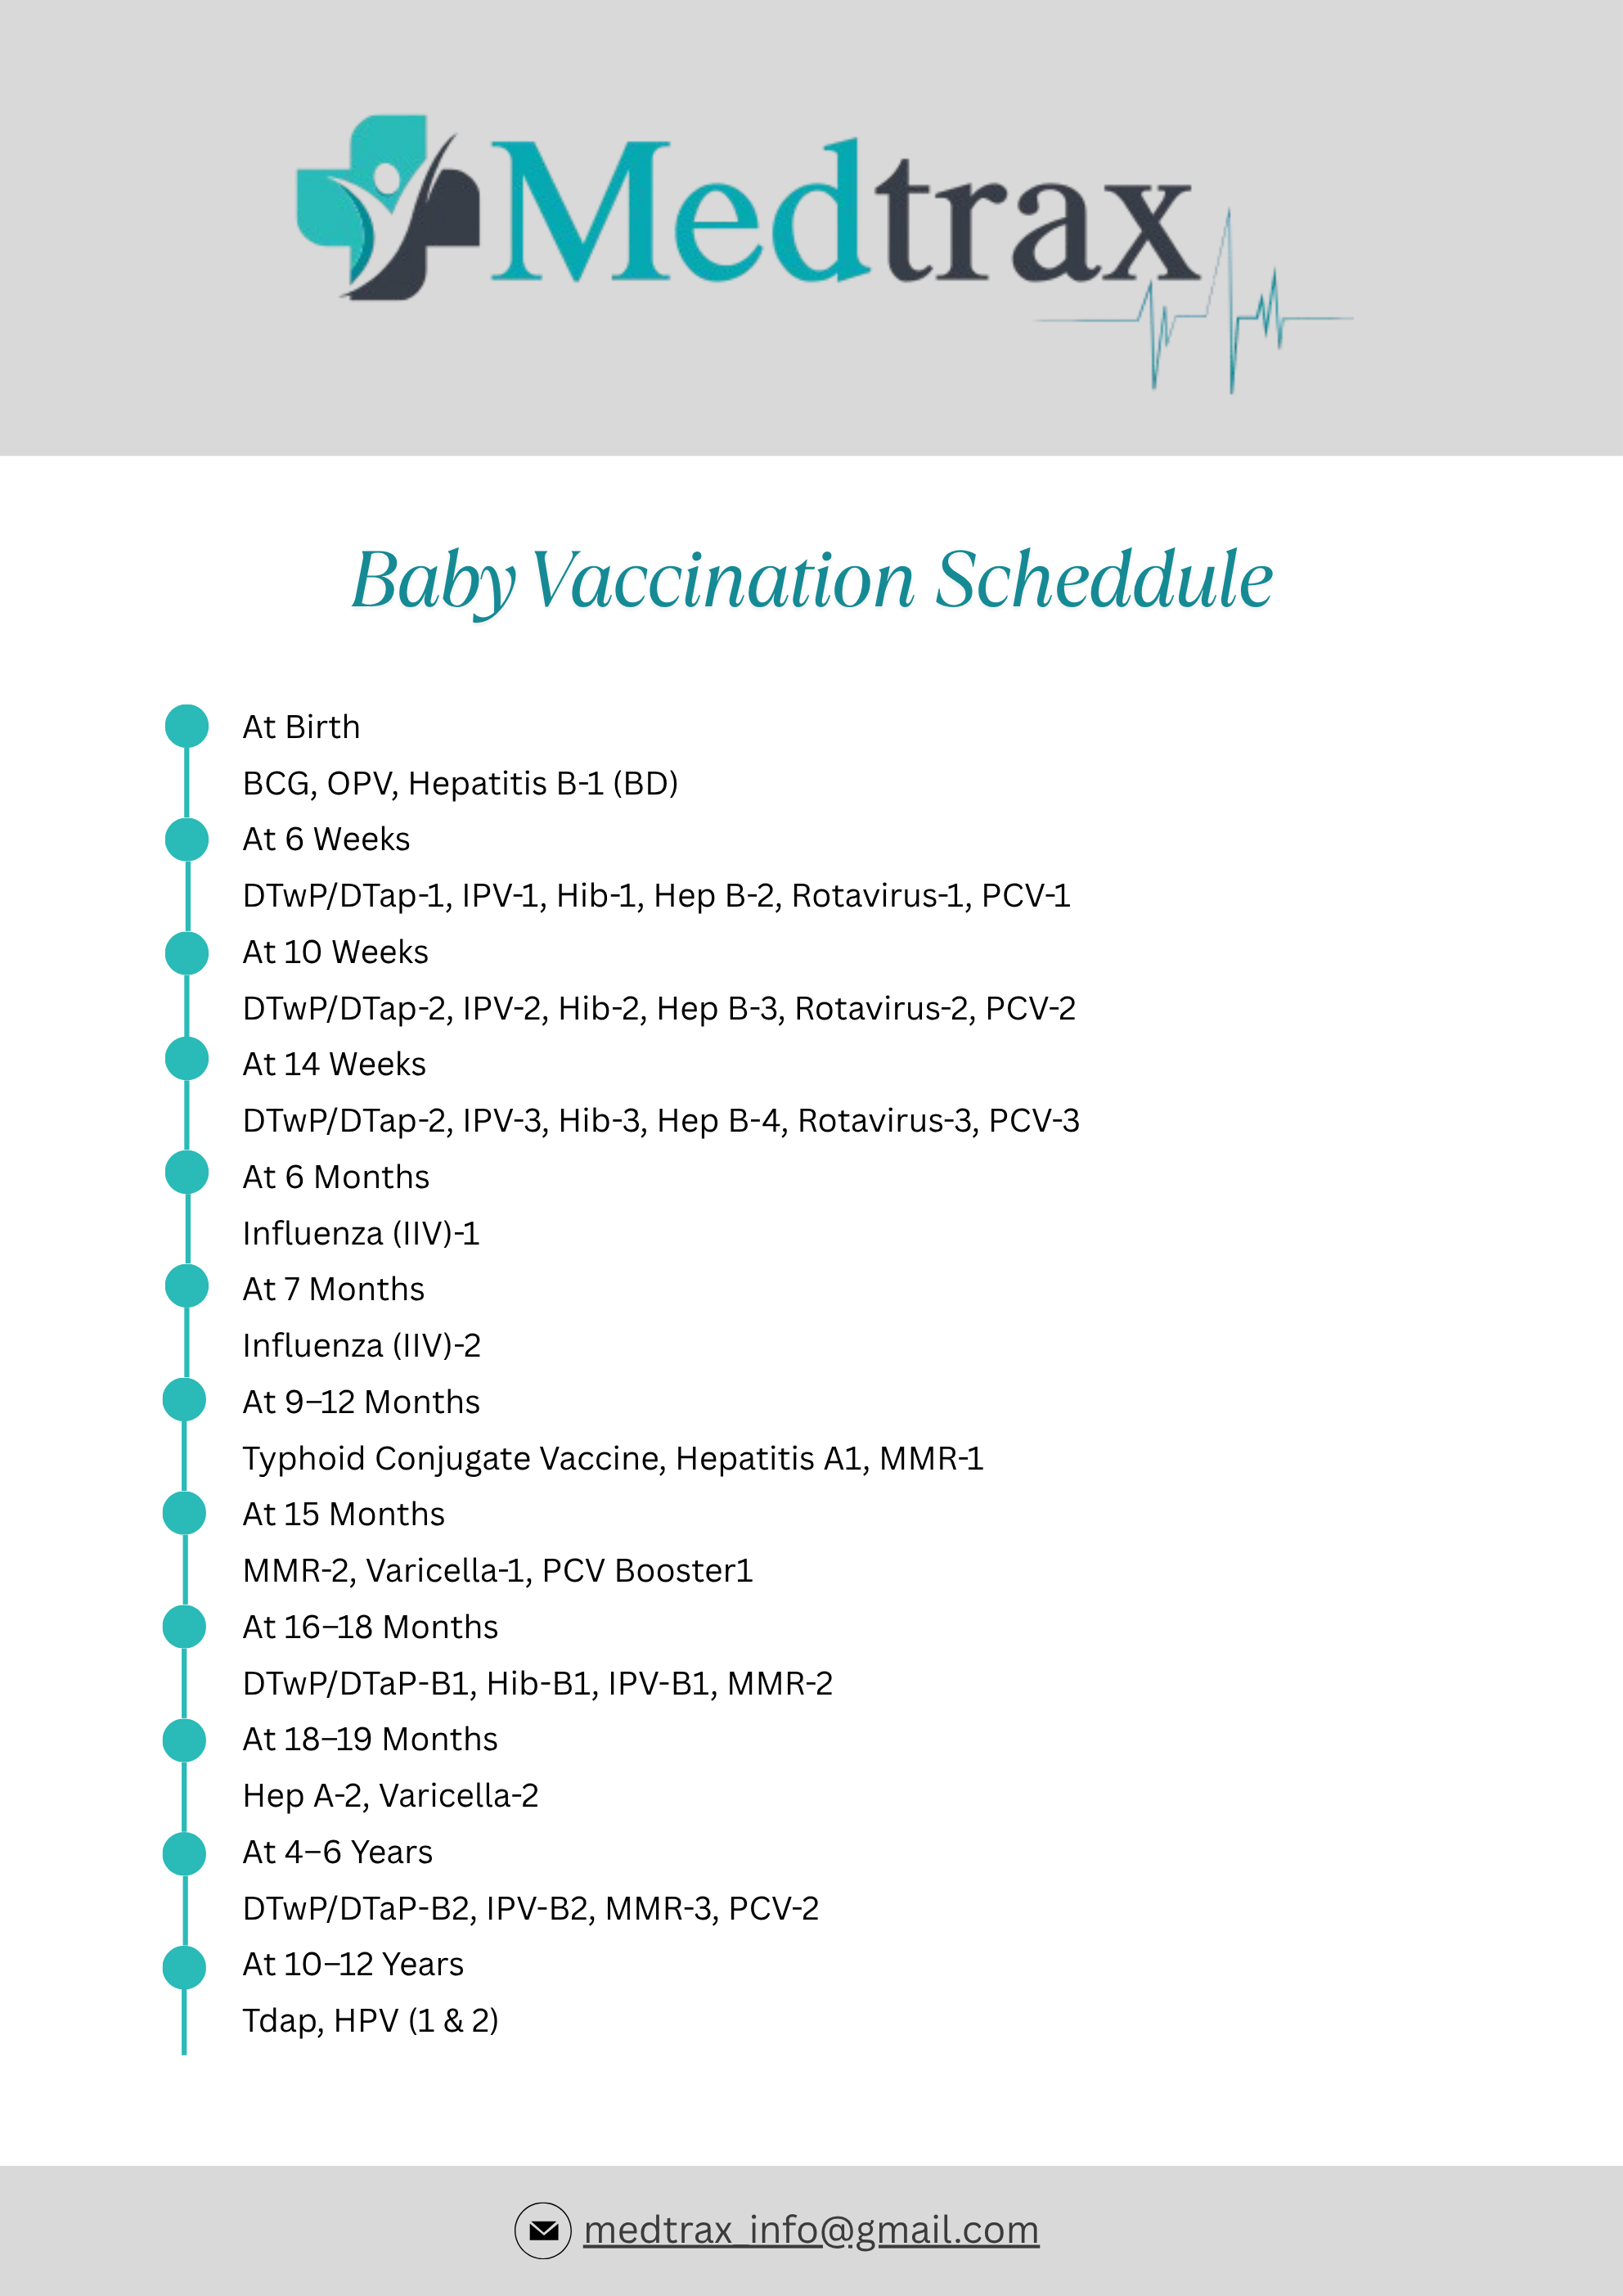 Medtrax
Baby Vaccination Scheddule
At Birth
BCG, OPV, Hepatitis B-1 (BD)
At 6 Weeks
DTwP/DTap-1, IPV-1, Hib-1, Hep B-2, Rotavirus-1, PCV-1
At 10 Weeks
DTwP/DTap-2, IPV-2, Hib-2, Hep B-3, Rotavirus-2, PCV-2
At 14 Weeks
DTwP/DTap-2, IPV-3, Hib-3, Hep B-4, Rotavirus-3, PCV-3
At 6 Months
Influenza (IIV)-1
At 7 Months
Influenza (IIV)-2
At 9–12 Months
Typhoid Conjugate Vaccine, Hepatitis A1, MMR-1
At 15 Months
MMR-2, Varicella-1, PCV Booster1
At 16–18 Months
DTwP/DTaP-B1, Hib-B1, IPV-B1, MMR-2
At 18–19 Months
Hep A-2, Varicella-2
At 4–6 Years
DTwP/DTaP-B2, IPV-B2, MMR-3, PCV-2
At 10–12 Years
Tdap, HPV (1 & 2)
medtrax_info@gmail.com